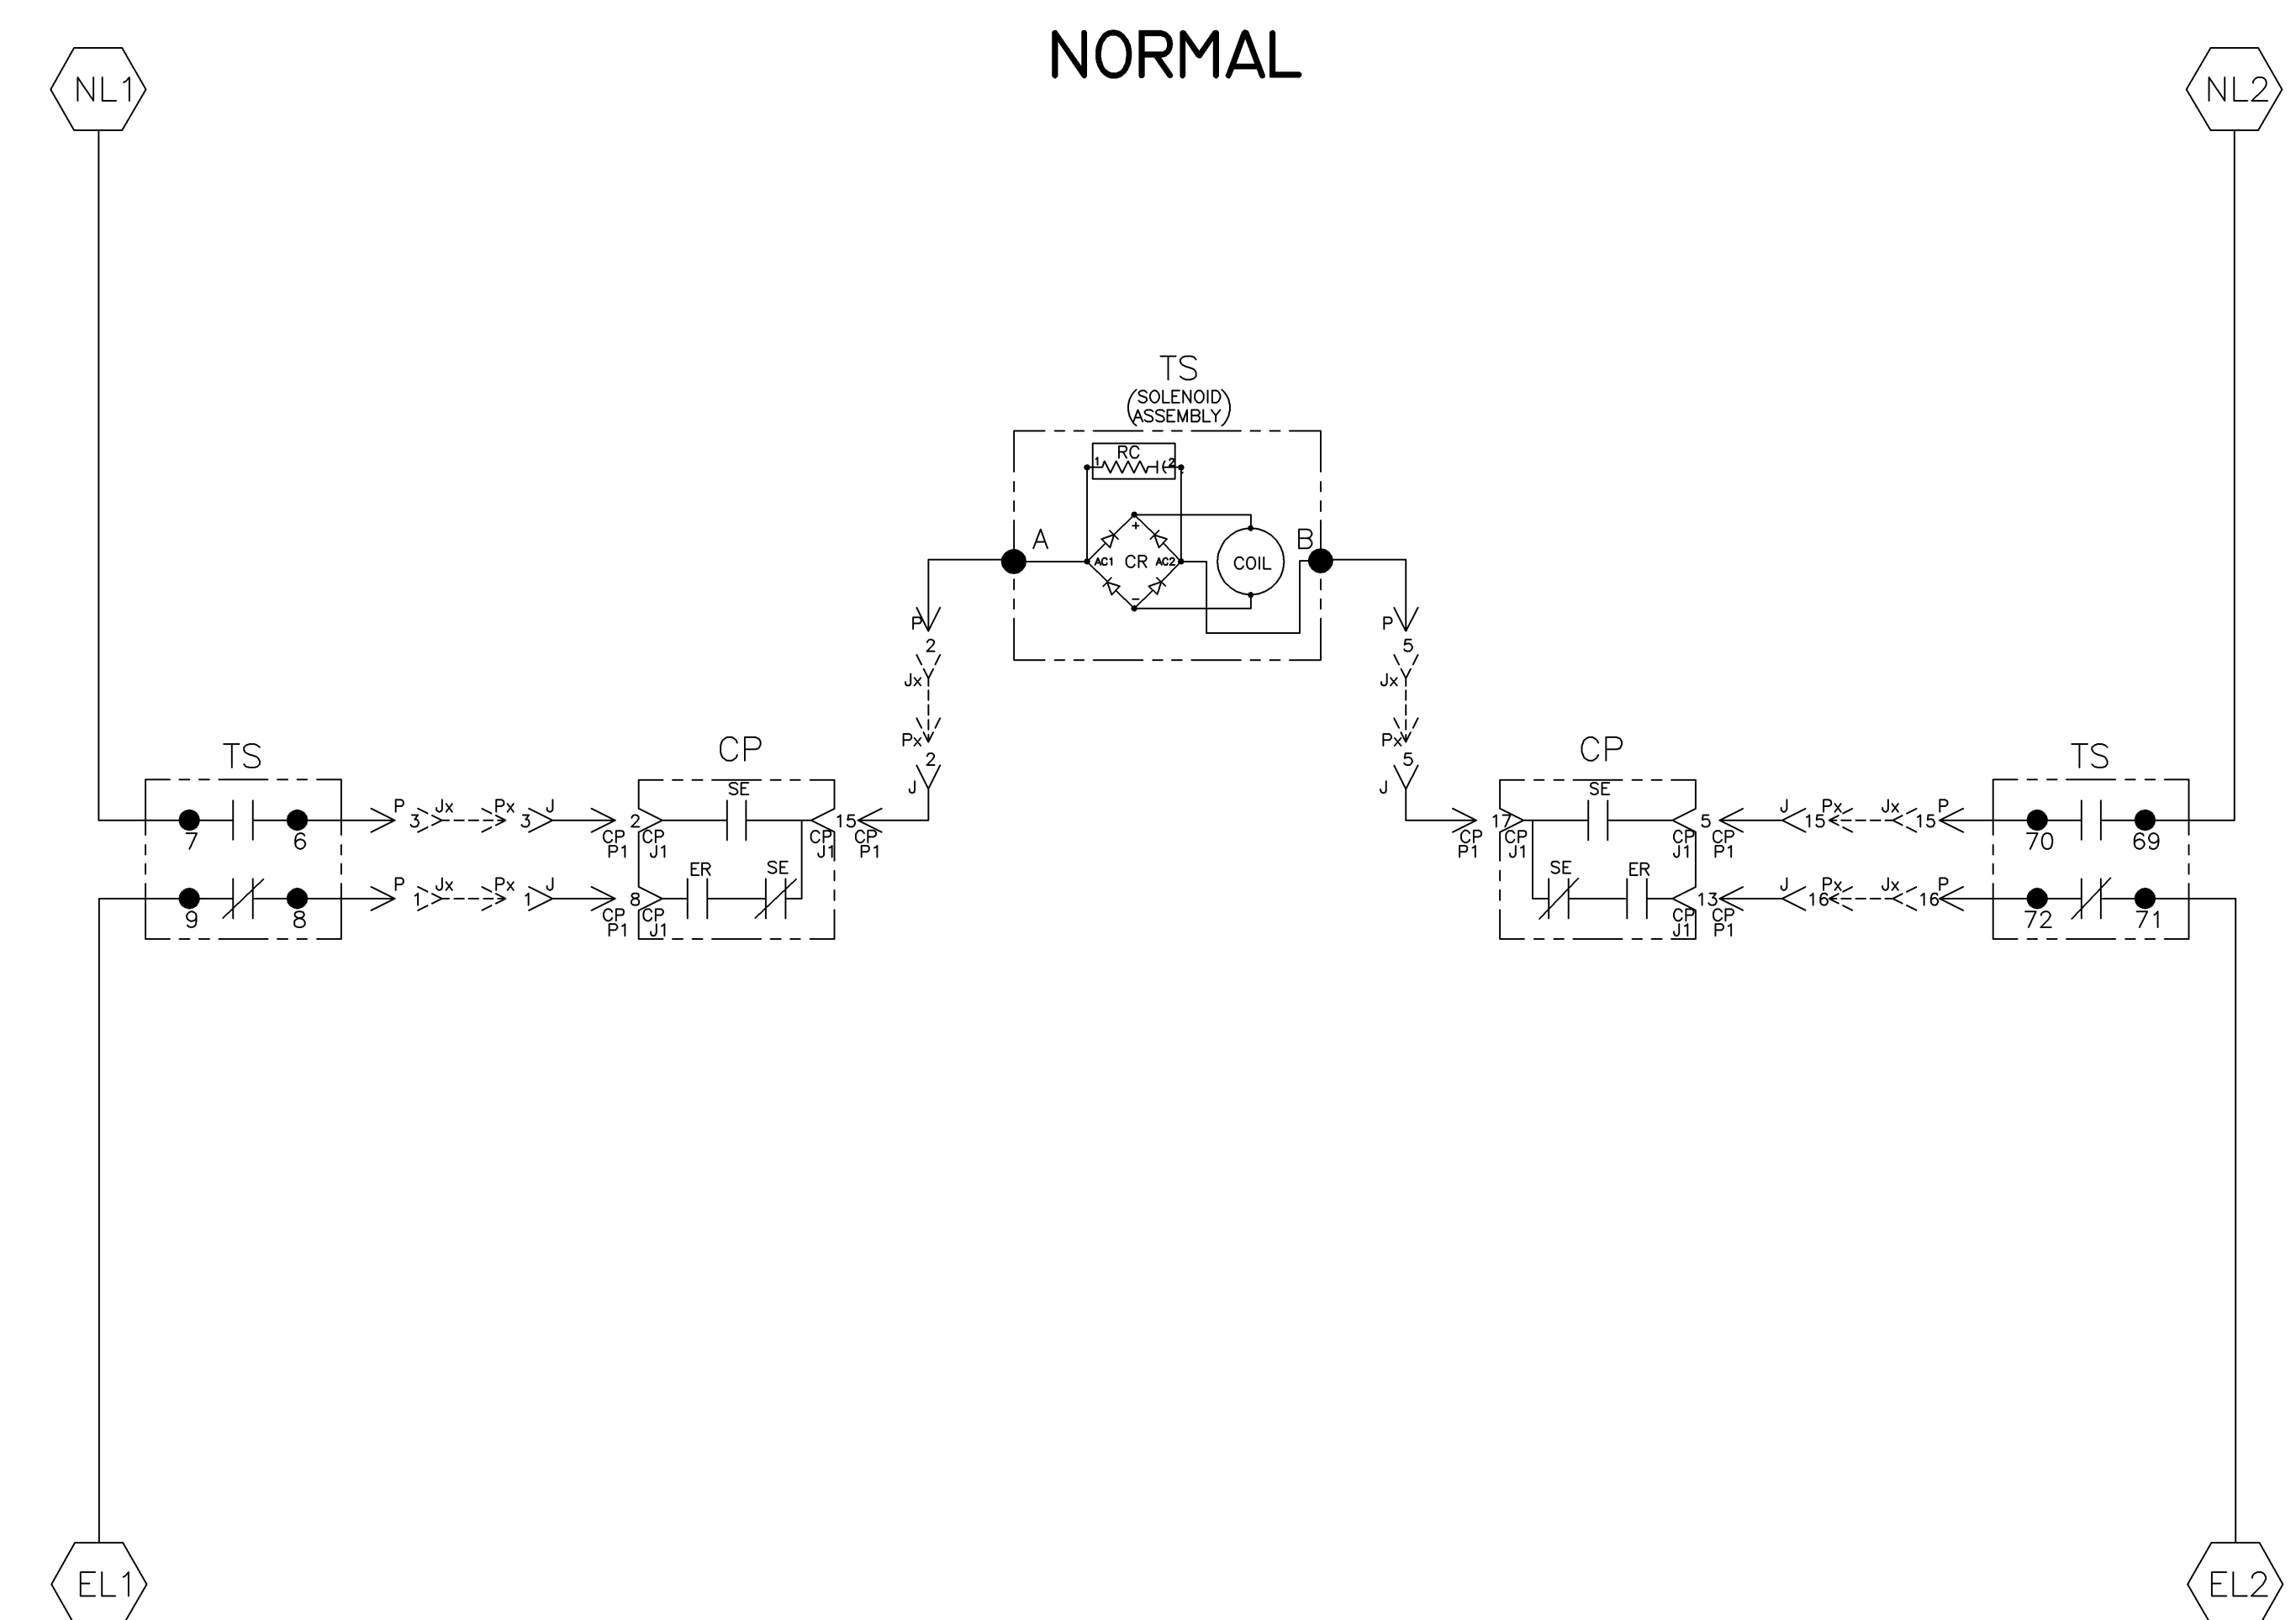 NORMAL
NL1
NL2
TS
(SOLENOID
ASSEMBLY)
RC
1
2
A
B
+
AC1 CR AC2
COIL
−
P
2
Jx
Px
2
J
P
5
Jx
Px
5
J
TS
CP
CP
TS
SE
SE
P Jx Px J
3 3 2 15
7 6
CP CP CP CP
P1 J1 J1 P1
J Px Jx P
17 5 15 15
CP CP CP CP
P1 J1 J1 P1
70 69
ER SE
SE ER
P Jx Px J
1 1 8
9 8
CP CP
P1 J1
J Px Jx P
13 16 16
CP CP
J1 P1
72 71
EL1
EL2